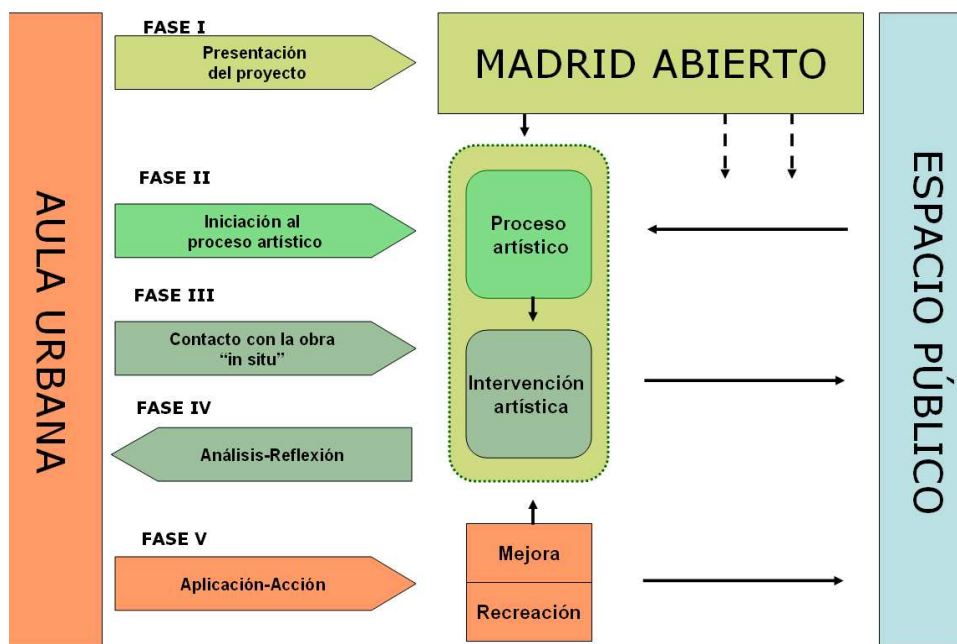 AULA URBANA
FASE I
Presentación
del proyecto
MADRID ABIERTO
FASE II
Iniciación al
proceso artístico
Proceso
artístico
FASE III
Contacto con la obra
“in situ”
Intervención
artística
FASE IV
Análisis-Reflexión
FASE V
Aplicación-Acción
Mejora
Recreación
ESPACIO PÚBLICO